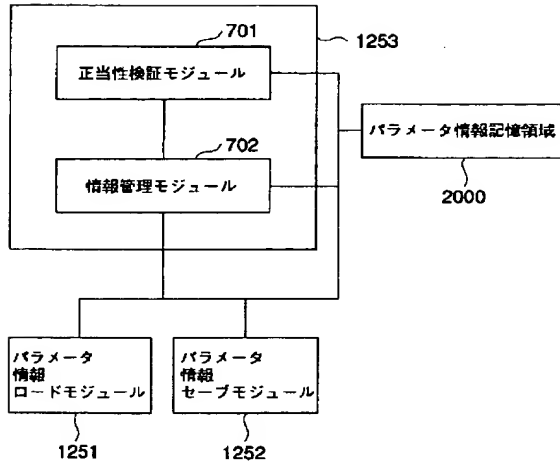 701
1253
正当性検証モジュール
パラメータ情報記憶領域
702
2000
情報管理モジュール
パラメータ
情報
ロードモジュール
パラメータ
情報
セーブモジュール
1251
1252